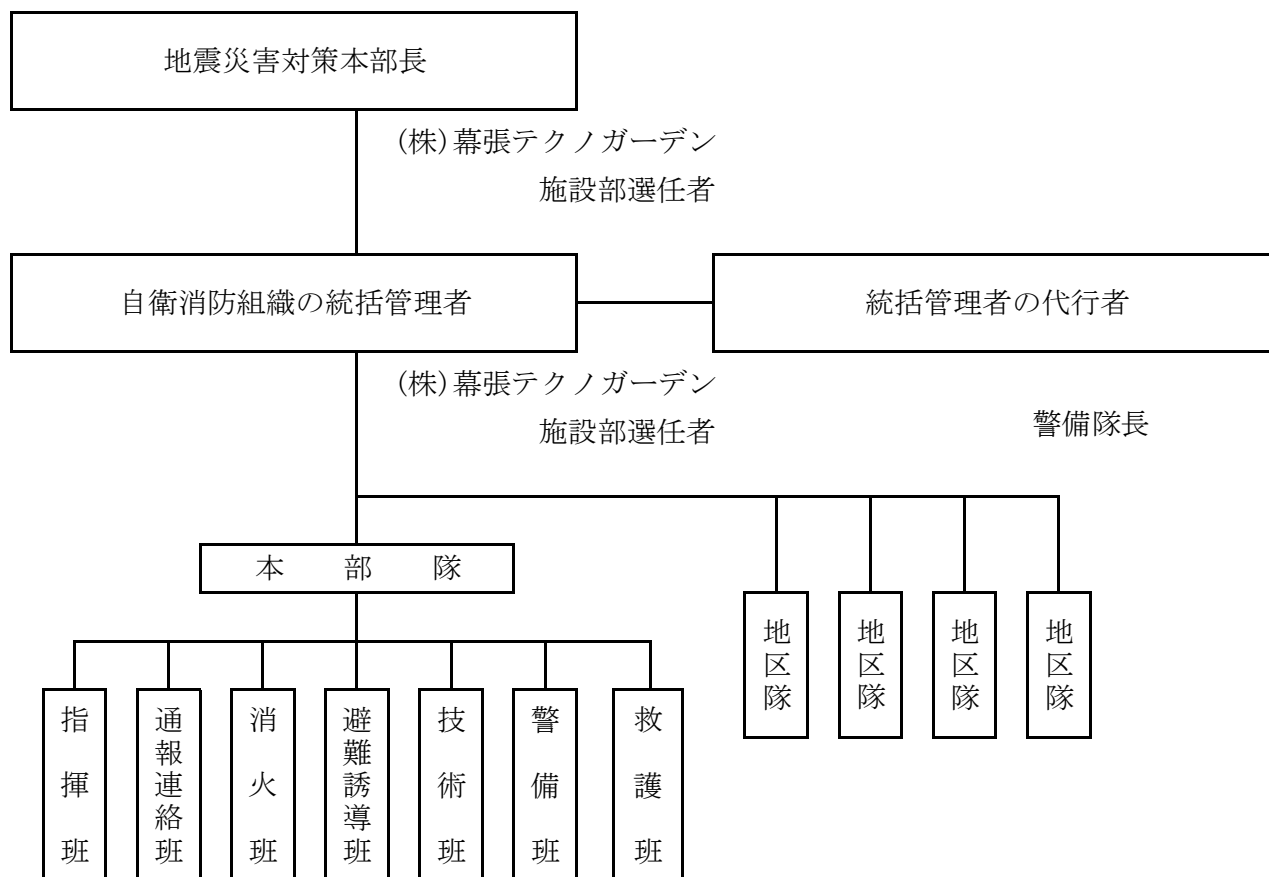 地震災害対策本部長
(株)幕張テクノガーデン
施設部選任者
自衛消防組織の統括管理者
統括管理者の代行者
(株)幕張テクノガーデン
施設部選任者
警備隊長
本 部 隊
地区隊
地区隊
地区隊
地区隊
指揮班
通報連絡班
消火班
避難誘導班
技術班
警備班
救護班